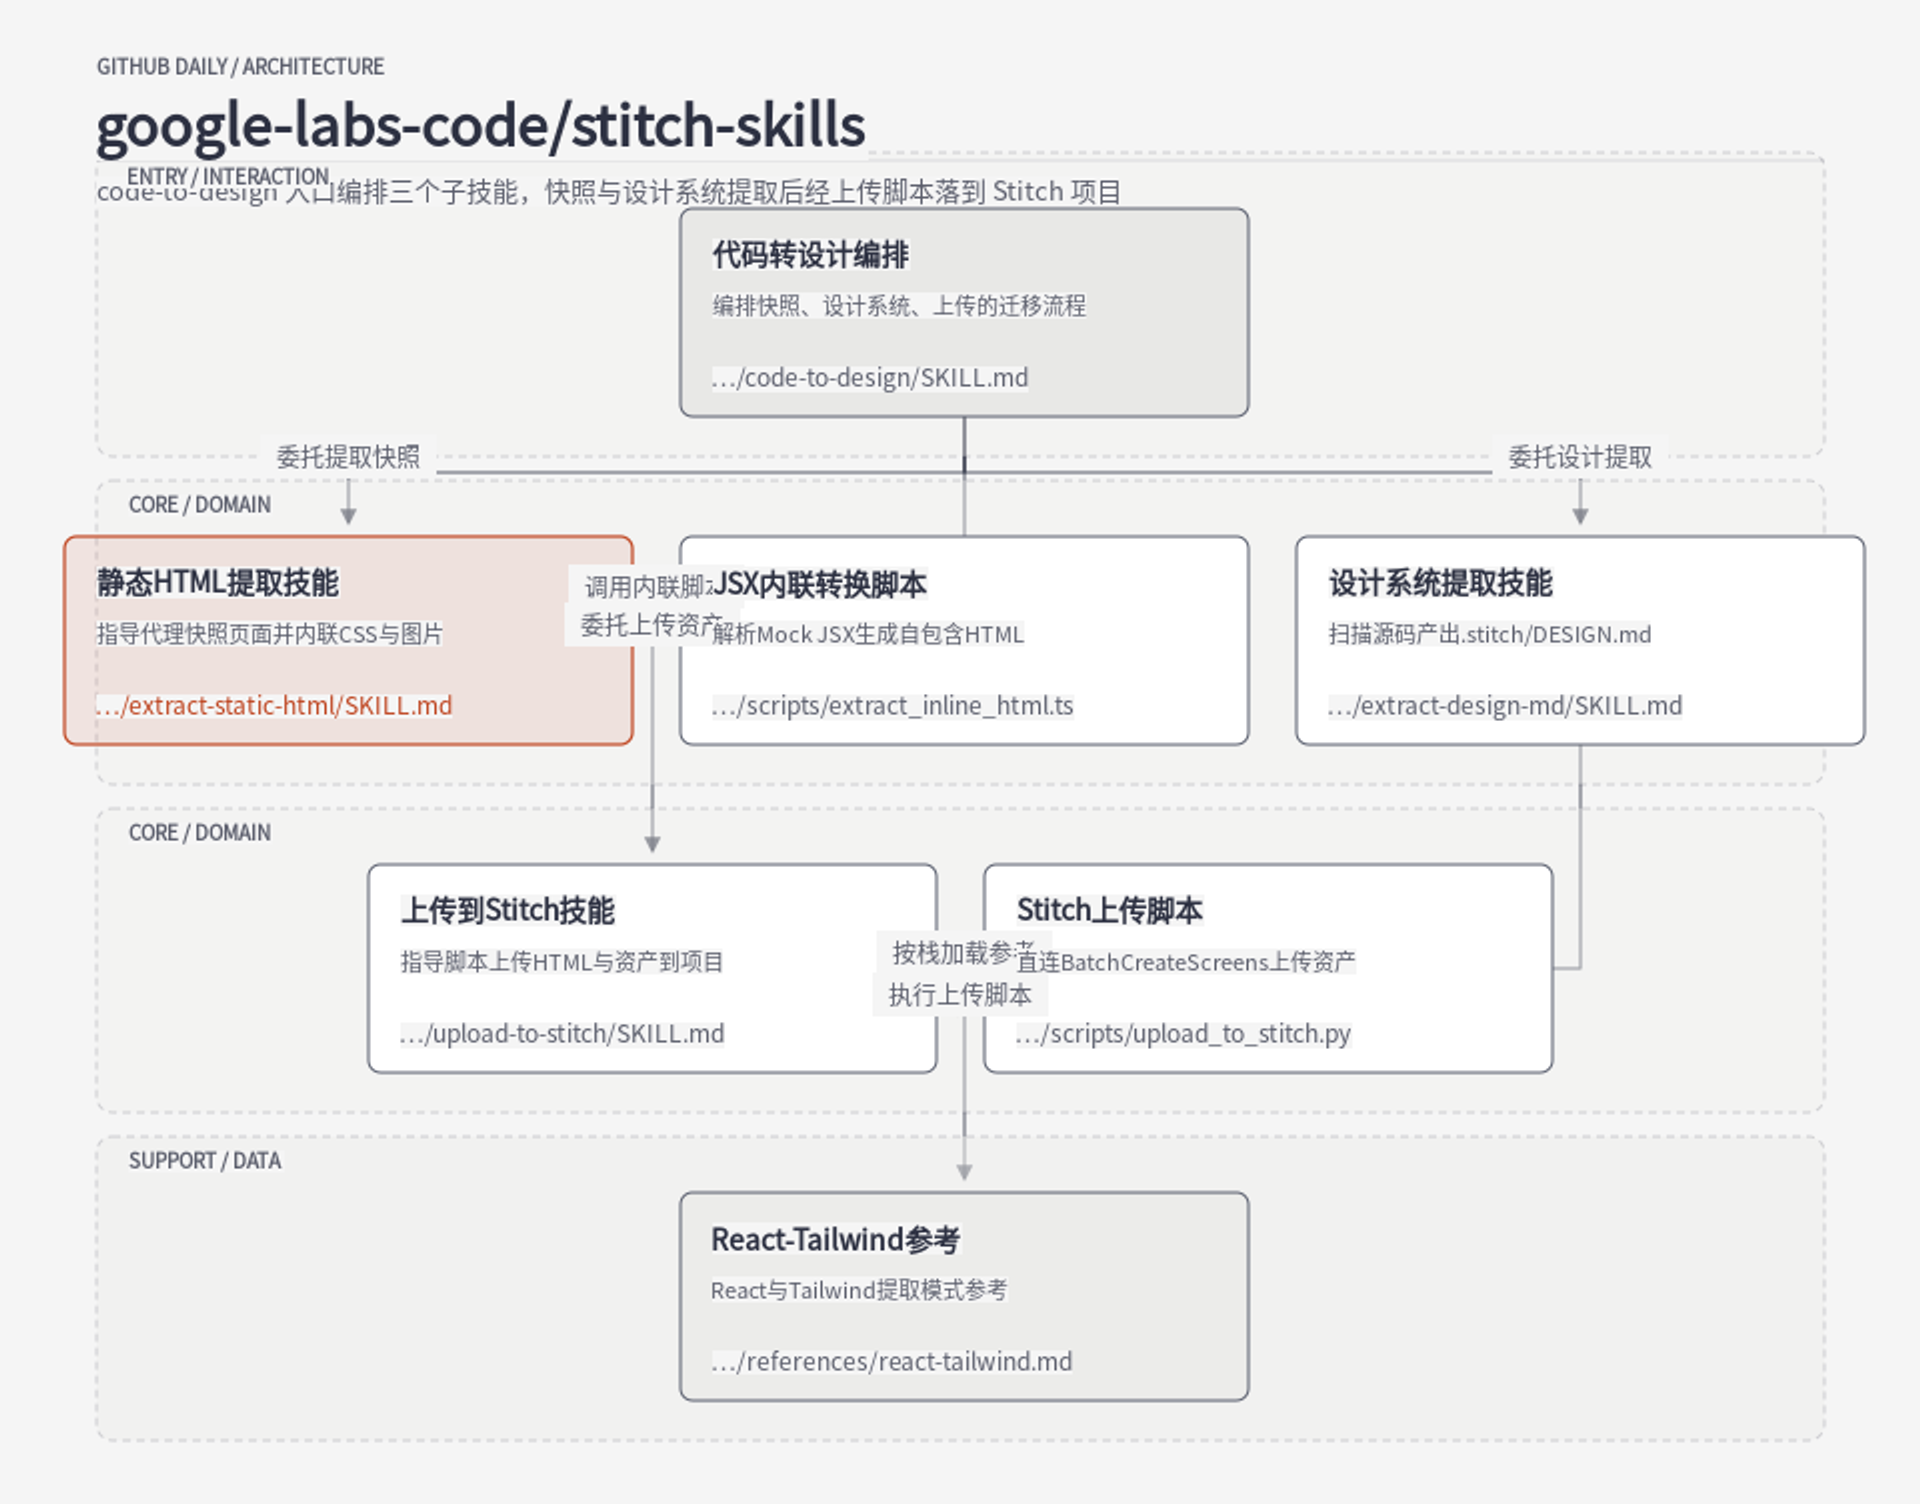 GITHUB DAILY / ARCHITECTURE
google-labs-code/stitch-skills
ENTRY / INTERACTION
code-to-design 入口编排三个子技能，快照与设计系统提取后经上传脚本落到 Stitch 项目
代码转设计编排
编排快照、设计系统、上传的迁移流程
…/code-to-design/SKILL.md
委托提取快照
委托设计提取
CORE / DOMAIN
静态HTML提取技能
指导代理快照页面并内联CSS与图片
…/extract-static-html/SKILL.md
调用内联脚
委托上传资产
JSX内联转换脚本
解析Mock JSX生成自包含HTML
…/scripts/extract_inline_html.ts
设计系统提取技能
扫描源码产出.stitch/DESIGN.md
…/extract-design-md/SKILL.md
CORE / DOMAIN
上传到Stitch技能
指导脚本上传HTML与资产到项目
…/upload-to-stitch/SKILL.md
按栈加载参考
执行上传脚本
Stitch上传脚本
直连BatchCreateScreens上传资产
…/scripts/upload_to_stitch.py
SUPPORT / DATA
React-Tailwind参考
React与Tailwind提取模式参考
…/references/react-tailwind.md